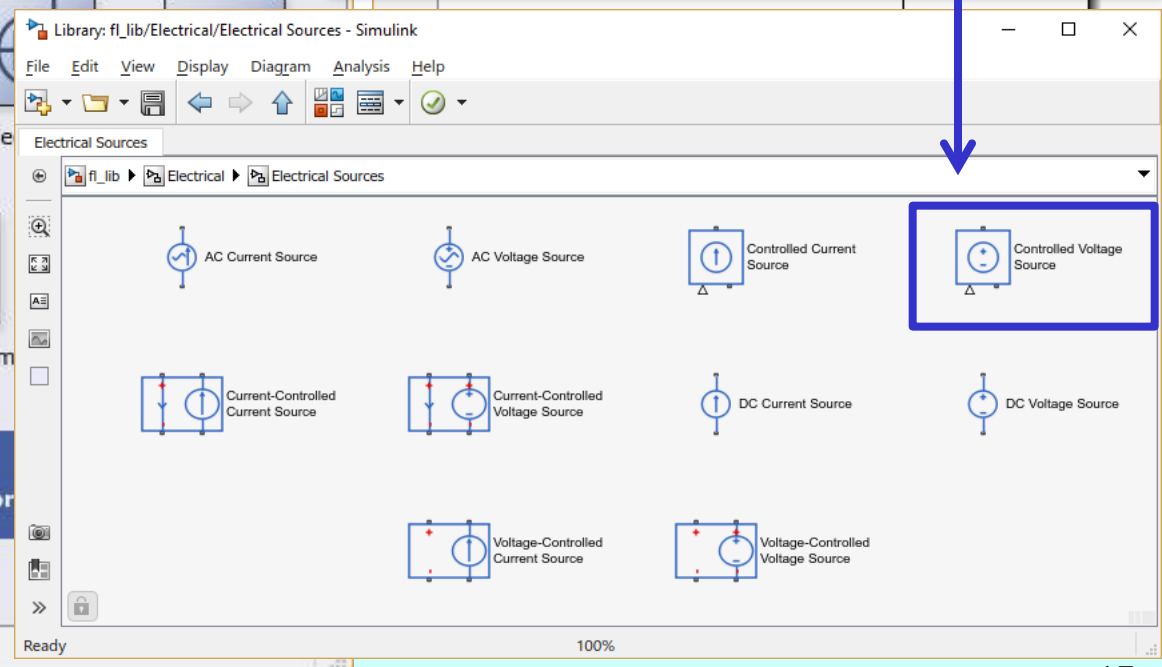 Library: fl_lib/Electrical/Electrical Sources - Simulink
File Edit View Display Diagram Analysis Help
Electrical Sources
fl_lib Electrical Electrical Sources
AC Current Source
AC Voltage Source
Controlled Current
Source
Controlled Voltage
Source
Current-Controlled
Current Source
Current-Controlled
Voltage Source
DC Current Source
DC Voltage Source
Voltage-Controlled
Current Source
Voltage-Controlled
Voltage Source
Ready 100%